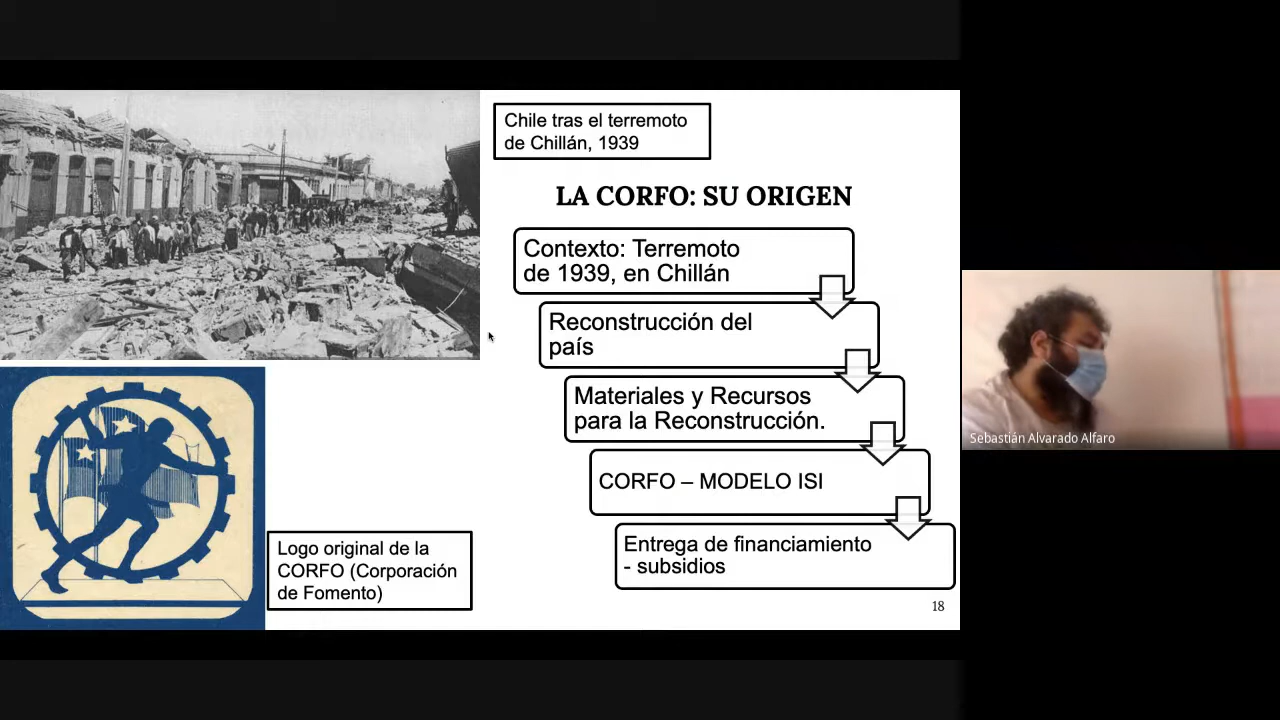 Chile tras el terremoto
de Chillán, 1939
LA CORFO: SU ORIGEN
Contexto: Terremoto
de 1939, en Chillán
Reconstrucción del
país
Materiales y Recursos
para la Reconstrucción.
CORFO – MODELO ISI
Entrega de financiamiento
- subsidios
Logo original de la
CORFO (Corporación
de Fomento)
18
Sebastián Alvarado Alfaro